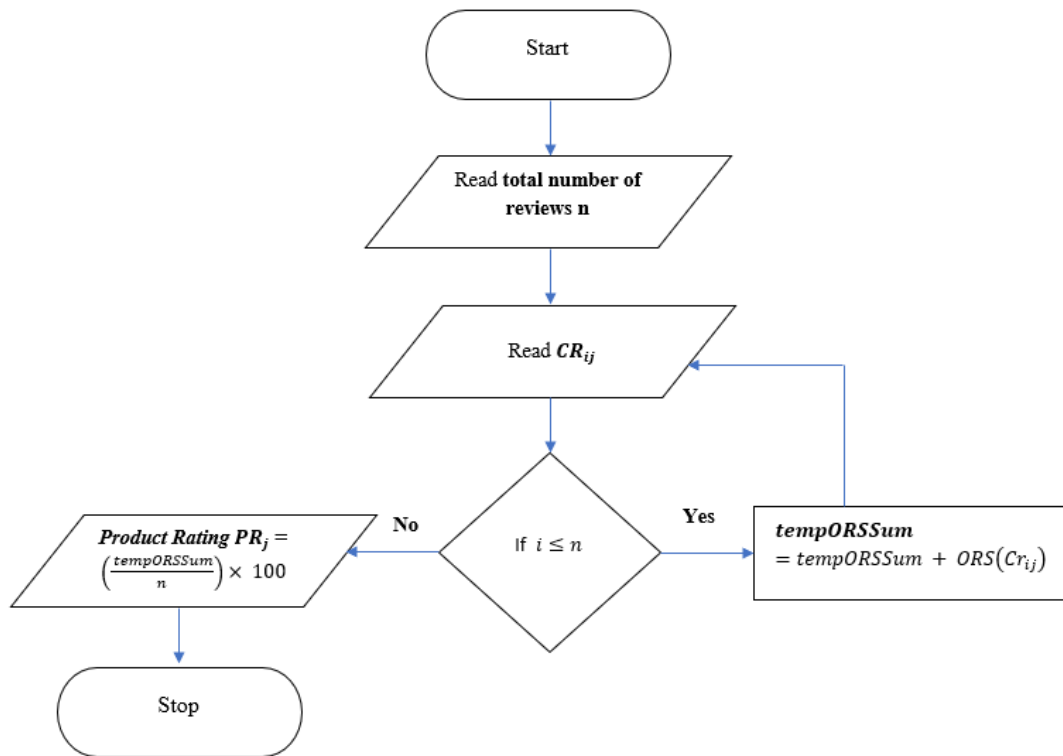 Start
Read total number of
reviews n
Read CRᵢⱼ
If i ≤ n
No
Yes
Product Rating PRⱼ =
(tempORSSum/n) × 100
tempORSSum
= tempORSSum + ORS(Crᵢⱼ)
Stop